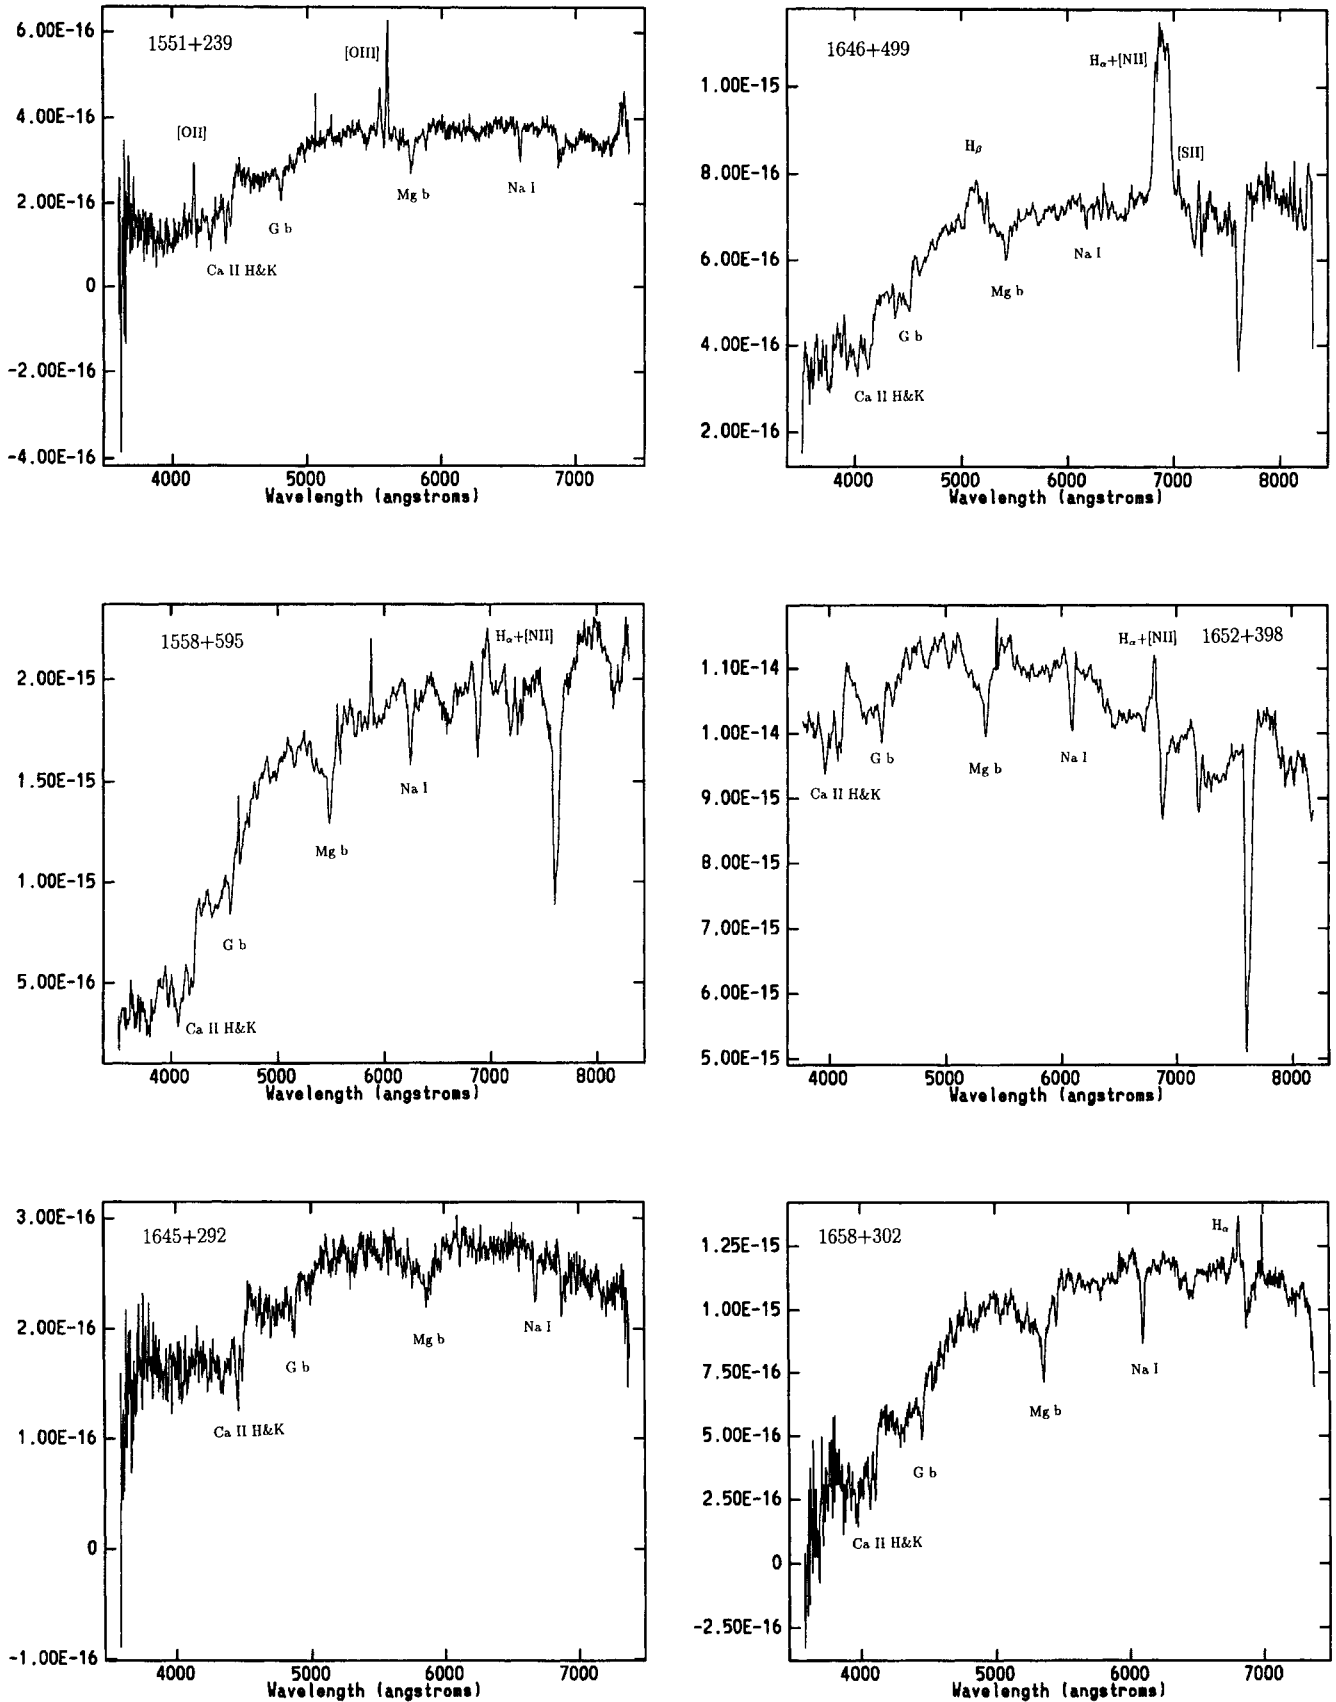 1551+239
[OIII]
[OII]
Mg b
Na I
G b
Ca II H&K
6.00E-16
4.00E-16
2.00E-16
0
-2.00E-16
-4.00E-16
4000 5000 6000 7000
Wavelength (angstroms)
1646+499
Hα+[NII]
Hβ
[SII]
Na I
Mg b
G b
Ca II H&K
1.00E-15
8.00E-16
6.00E-16
4.00E-16
2.00E-16
4000 5000 6000 7000 8000
Wavelength (angstroms)
1558+595
Hα+[NII]
Na I
Mg b
G b
Ca II H&K
2.00E-15
1.50E-15
1.00E-15
5.00E-16
4000 5000 6000 7000 8000
Wavelength (angstroms)
Hα+[NII]
1652+398
G b
Mg b
Na I
Ca II H&K
1.10E-14
1.00E-14
9.00E-15
8.00E-15
7.00E-15
6.00E-15
5.00E-15
4000 5000 6000 7000 8000
Wavelength (angstroms)
1645+292
Na I
Mg b
G b
Ca II H&K
3.00E-16
2.00E-16
1.00E-16
0
-1.00E-16
4000 5000 6000 7000
Wavelength (angstroms)
1658+302
Hα
Na I
Mg b
G b
Ca II H&K
1.25E-15
1.00E-15
7.50E-16
5.00E-16
2.50E-16
0
-2.50E-16
4000 5000 6000 7000
Wavelength (angstroms)